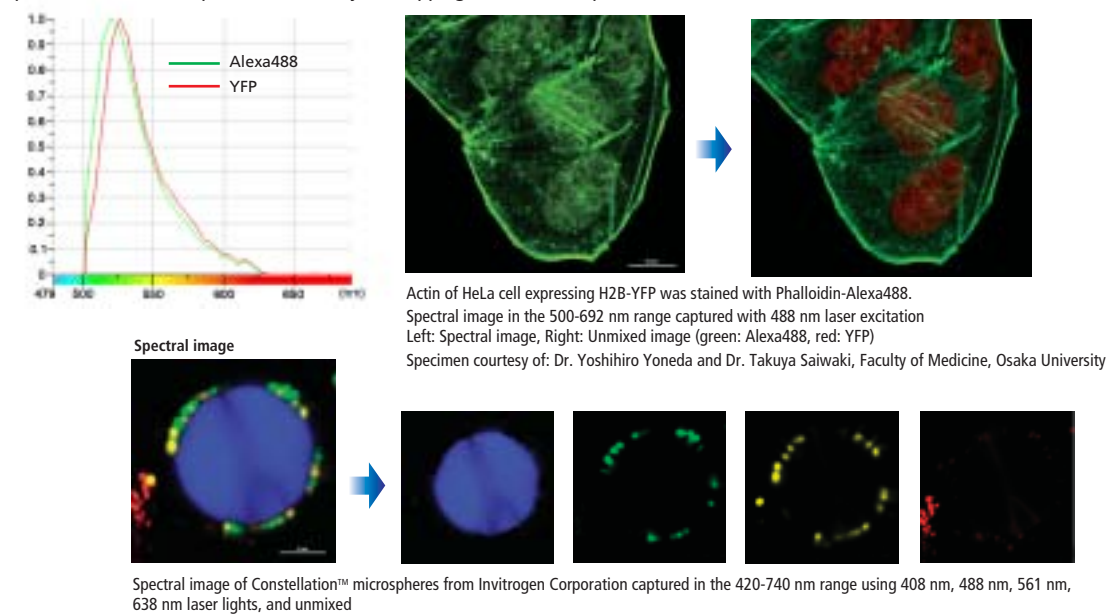 1.0
0.9
0.8
0.7
0.6
0.5
0.4
0.3
0.2
0.1
0
Alexa488
YFP
478 500 550 600 650 (nm)
Actin of HeLa cell expressing H2B-YFP was stained with Phalloidin-Alexa488.
Spectral image in the 500-692 nm range captured with 488 nm laser excitation
Left: Spectral image, Right: Unmixed image (green: Alexa488, red: YFP)
Specimen courtesy of: Dr. Yoshihiro Yoneda and Dr. Takuya Saiwaki, Faculty of Medicine, Osaka University
Spectral image
Spectral image of Constellation™ microspheres from Invitrogen Corporation captured in the 420-740 nm range using 408 nm, 488 nm, 561 nm,
638 nm laser lights, and unmixed